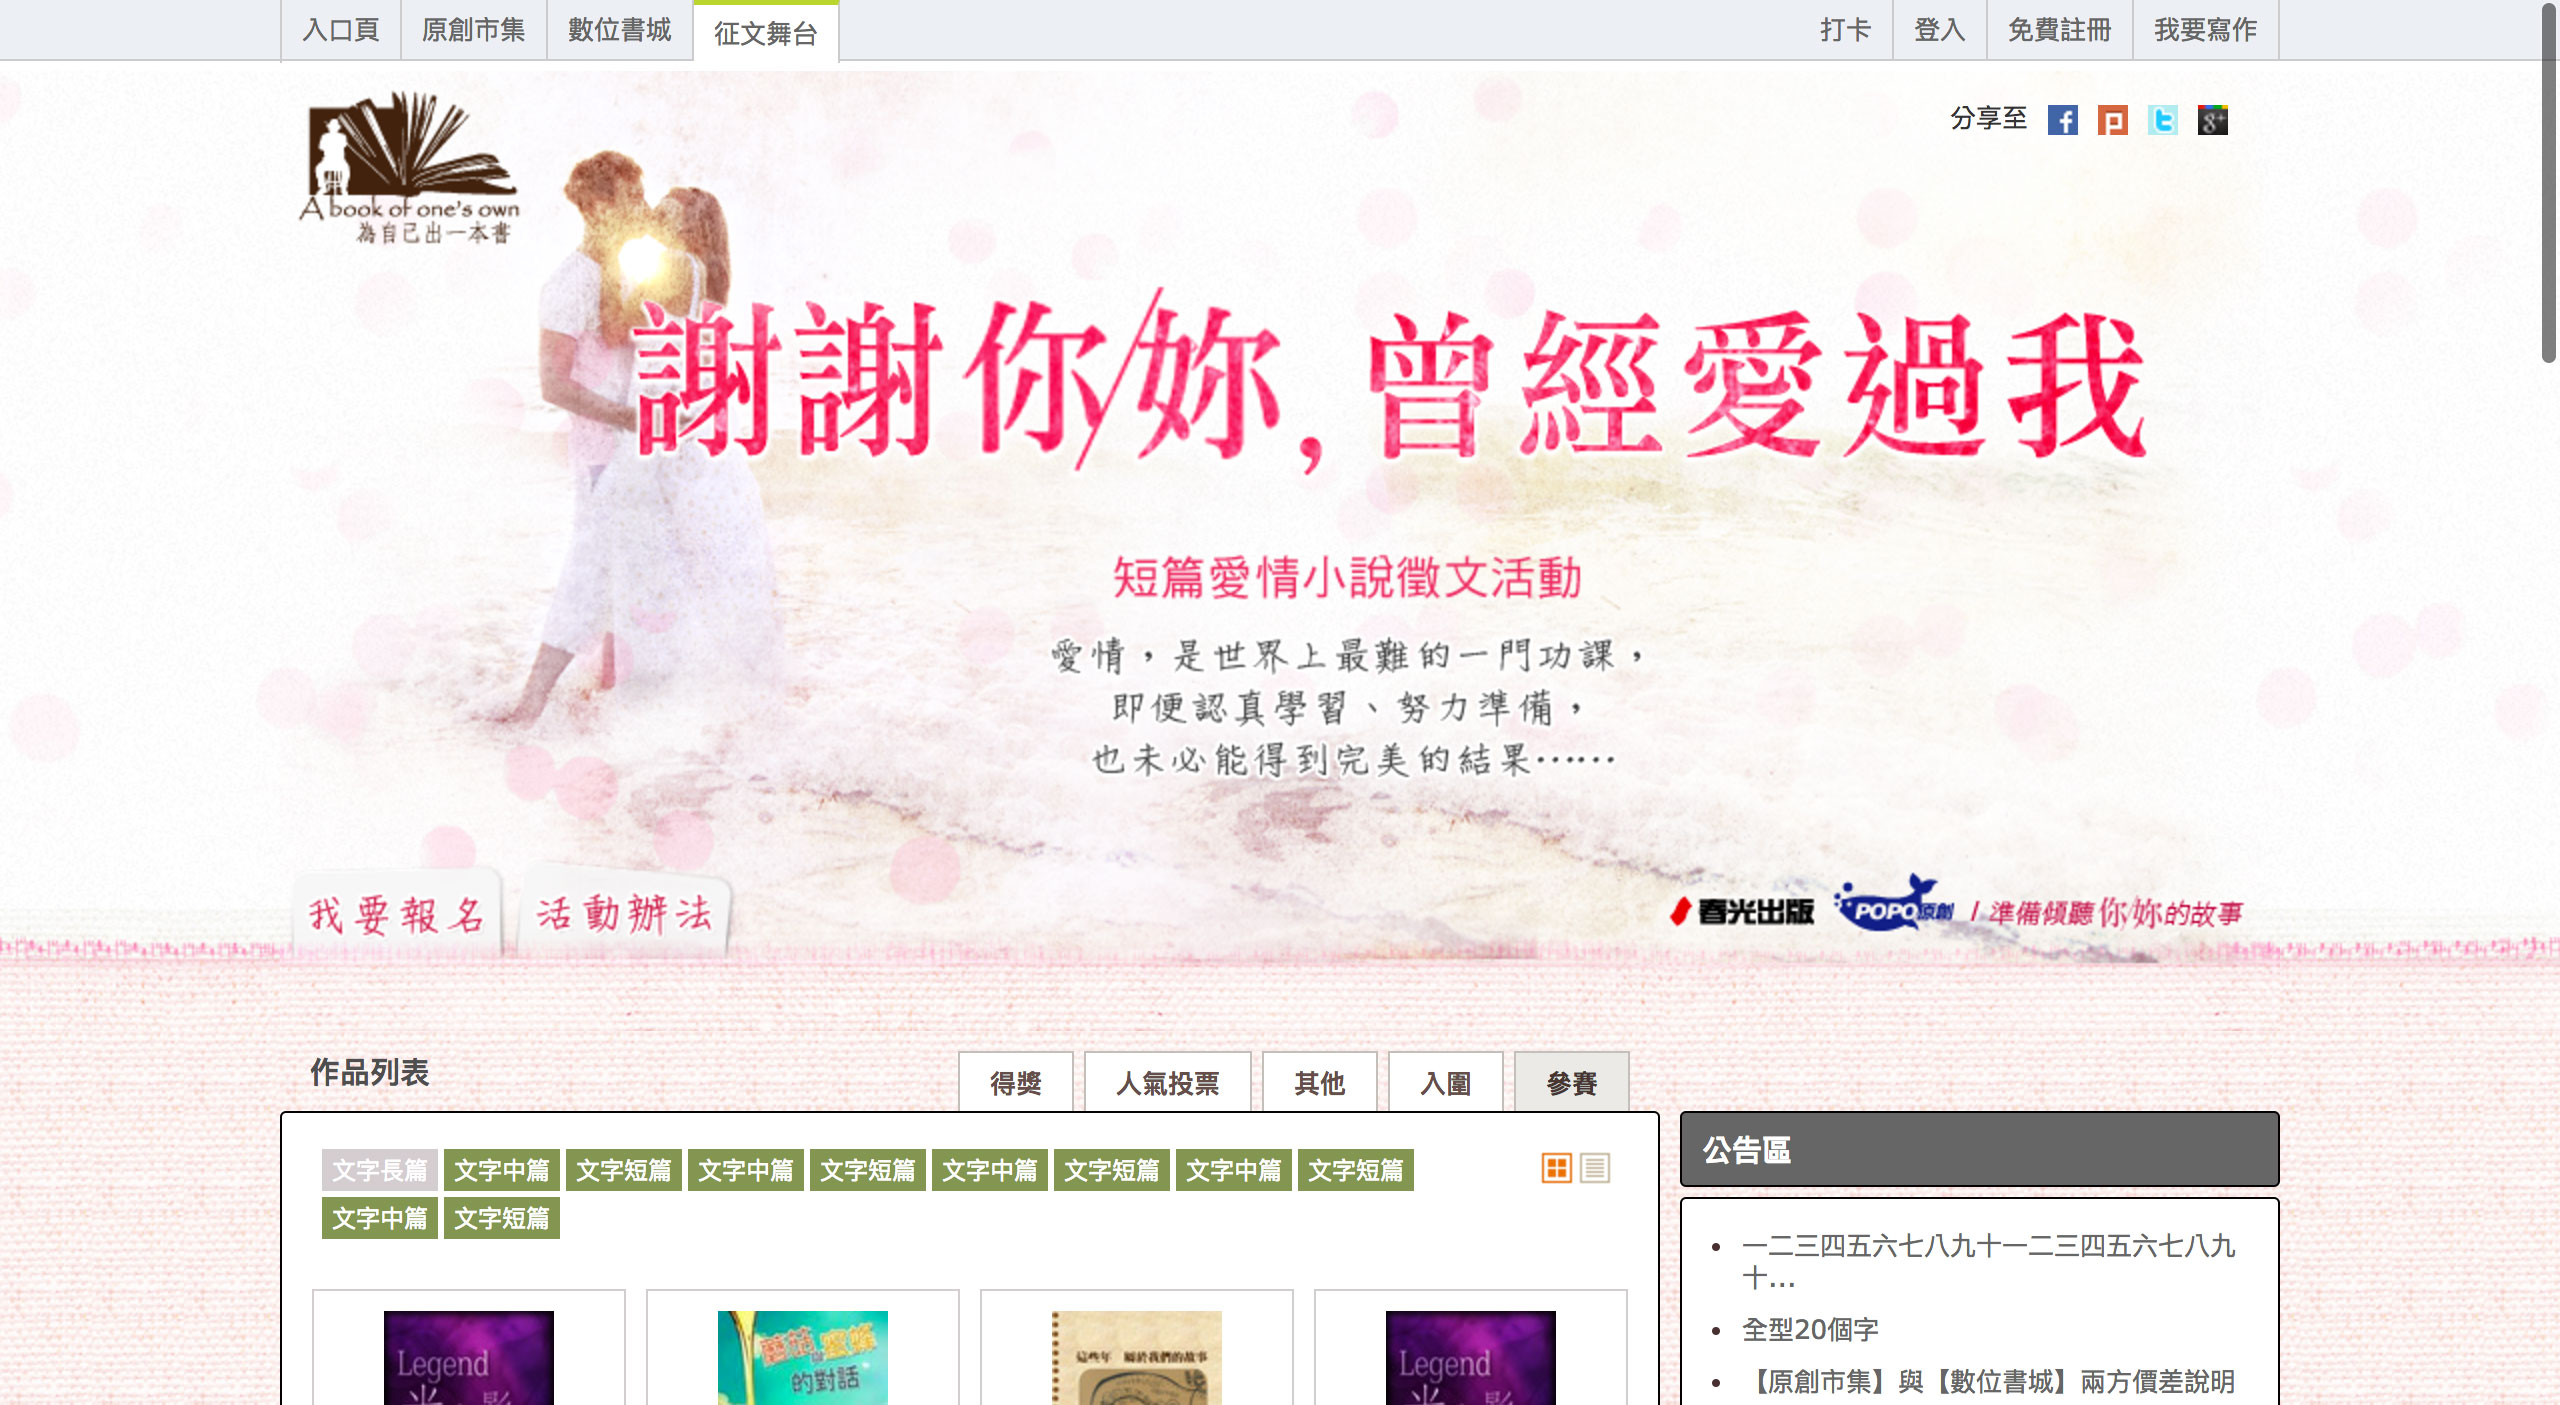 入口頁
原創市集
數位書城
征文舞台
打卡
登入
免費註冊
我要寫作
A book of one's own
為自己出一本書
分享至
謝謝你/妳,曾經愛過我
短篇愛情小說徵文活動
愛情，是世界上最難的一門功課，
即便認真學習、努力準備，
也未必能得到完美的結果……
我要報名
活動辦法
春光出版
POPO原創
/ 準備傾聽你/妳的故事
作品列表
得獎
人氣投票
其他
入圍
參賽
文字長篇 文字中篇 文字短篇 文字中篇 文字短篇 文字中篇 文字短篇 文字中篇 文字短篇
文字中篇 文字短篇
公告區
一二三四五六七八九十一二三四五六七八九
十...
全型20個字
【原創市集】與【數位書城】兩方價差說明
Legend
的對話
這些年 屬於我們的故事
Legend